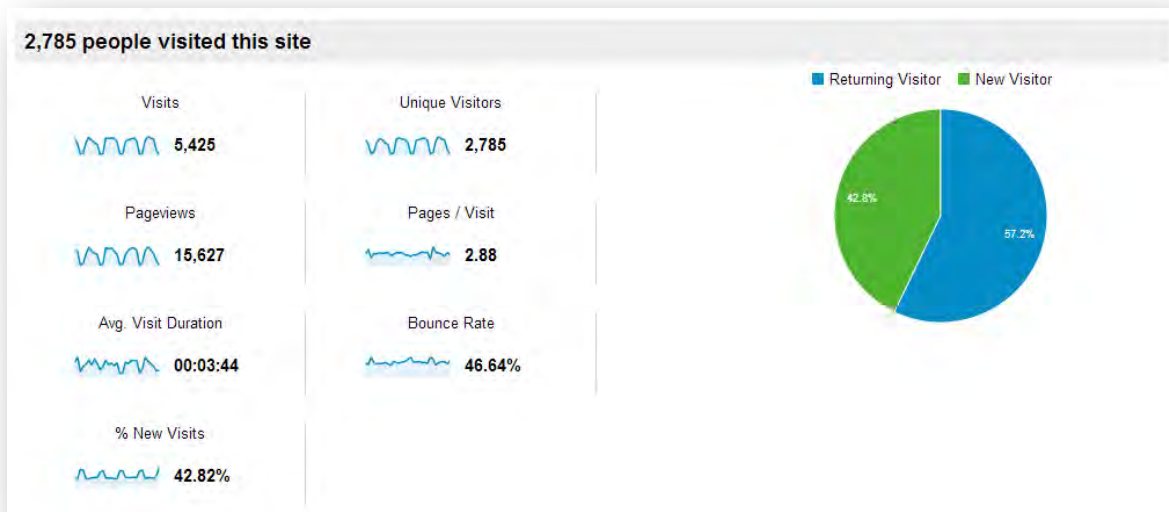 2,785 people visited this site
Returning Visitor New Visitor
Visits
5,425
Unique Visitors
2,785
Pageviews
15,627
Pages / Visit
2.88
Avg. Visit Duration
00:03:44
Bounce Rate
46.64%
% New Visits
42.82%
42.8%
57.2%